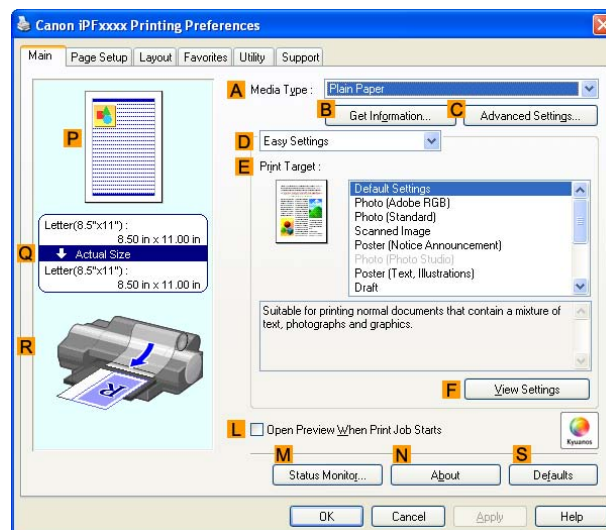 Canon iPFxxxx Printing Preferences
Main Page Setup Layout Favorites Utility Support
A Media Type : Plain Paper
B Get Information... C Advanced Settings...
D Easy Settings
E Print Target :
Default Settings
Photo (Adobe RGB)
Photo (Standard)
Scanned Image
Poster (Notice Announcement)
Photo (Photo Studio)
Poster (Text, Illustrations)
Draft
P
Letter(8.5"x11") :
8.50 in x 11.00 in
Q Actual Size
Letter(8.5"x11") :
8.50 in x 11.00 in
R
R
Suitable for printing normal documents that contain a mixture of
text, photographs and graphics.
F View Settings
L Open Preview When Print Job Starts
Kyuanos
M Status Monitor... N About S Defaults
OK Cancel Apply Help